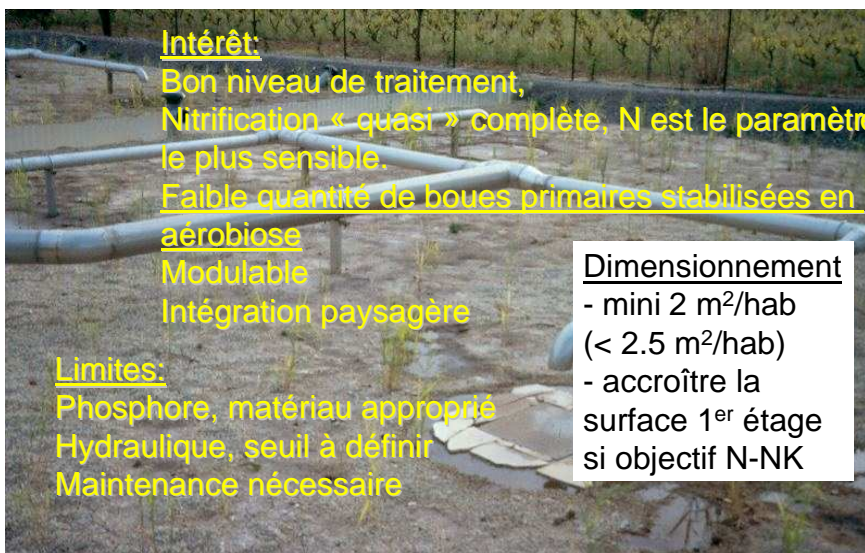 Intérêt:
Bon niveau de traitement,
Nitrification « quasi » complète, N est le paramètre
le plus sensible.
Faible quantité de boues primaires stabilisées en
aérobiose
Modulable
Intégration paysagère
Limites:
Phosphore, matériau approprié
Hydraulique, seuil à définir
Maintenance nécessaire
Dimensionnement
- mini 2 m²/hab
(< 2.5 m²/hab)
- accroître la
surface 1er étage
si objectif N-NK